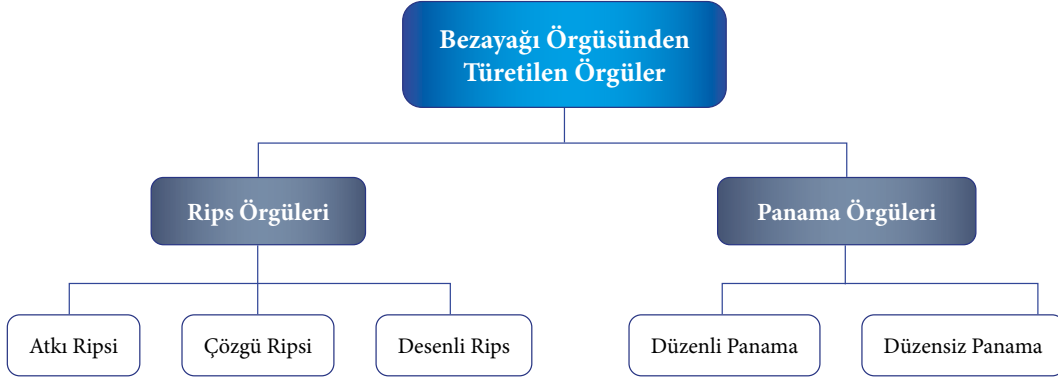 Bezayağı Örgüsünden
Türetilen Örgüler
Rips Örgüleri
Panama Örgüleri
Atkı Ripsi
Çözgü Ripsi
Desenli Rips
Düzenli Panama
Düzensiz Panama